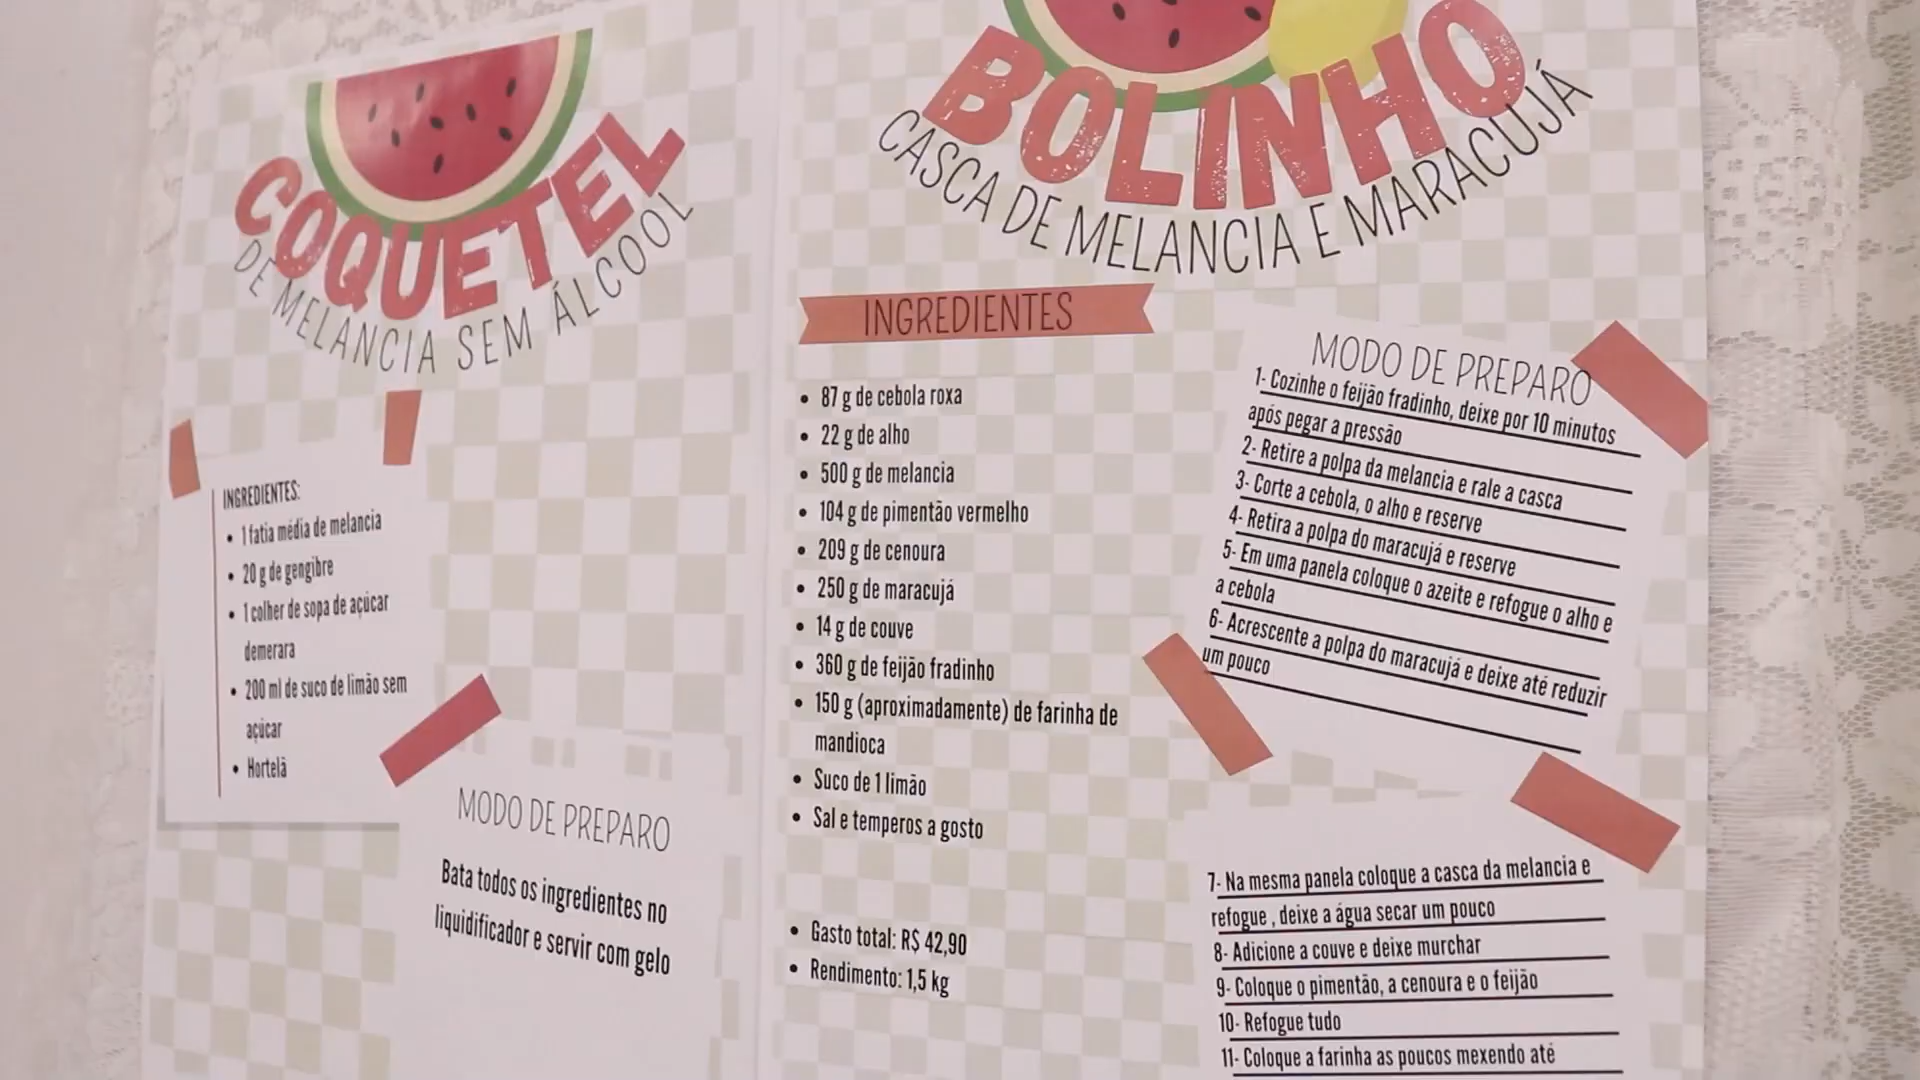 COQUETEL
DE MELANCIA SEM ÁLCOOL
INGREDIENTES:
• 1 fatia média de melancia
• 20 g de gengibre
• 1 colher de sopa de açúcar
demerara
• 200 ml de suco de limão sem
açúcar
• Hortelã
MODO DE PREPARO
Bata todos os ingredientes no
liquidificador e servir com gelo
BOLINHO
CASCA DE MELANCIA E MARACUJÁ
INGREDIENTES
• 87 g de cebola roxa
• 22 g de alho
• 500 g de melancia
• 104 g de pimentão vermelho
• 209 g de cenoura
• 250 g de maracujá
• 14 g de couve
• 360 g de feijão fradinho
• 150 g (aproximadamente) de farinha de
mandioca
• Suco de 1 limão
• Sal e temperos a gosto
• Gasto total: R$ 42,90
• Rendimento: 1,5 kg
MODO DE PREPARO
1- Cozinhe o feijão fradinho, deixe por 10 minutos
após pegar a pressão
2- Retire a polpa da melancia e rale a casca
3- Corte a cebola, o alho e reserve
4- Retira a polpa do maracujá e reserve
5- Em uma panela coloque o azeite e refogue o alho e
a cebola
6- Acrescente a polpa do maracujá e deixe até reduzir
um pouco
7- Na mesma panela coloque a casca da melancia e
refogue , deixe a água secar um pouco
8- Adicione a couve e deixe murchar
9- Coloque o pimentão, a cenoura e o feijão
10- Refogue tudo
11- Coloque a farinha as poucos mexendo até